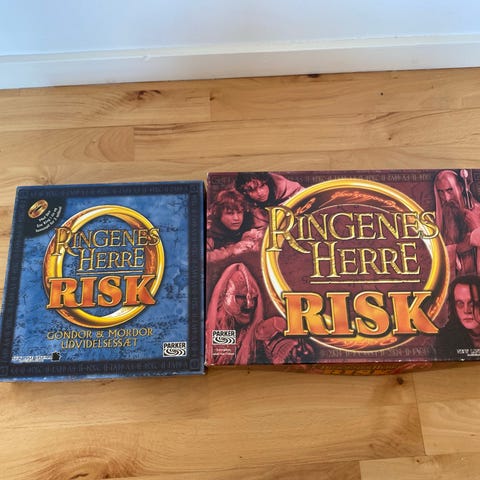 RINGENES
HERRE
RISK
GONDOR & MORDOR
UDVIDELSESSÆT
PARKER
RINGENES
HERRE
RISK
PARKER